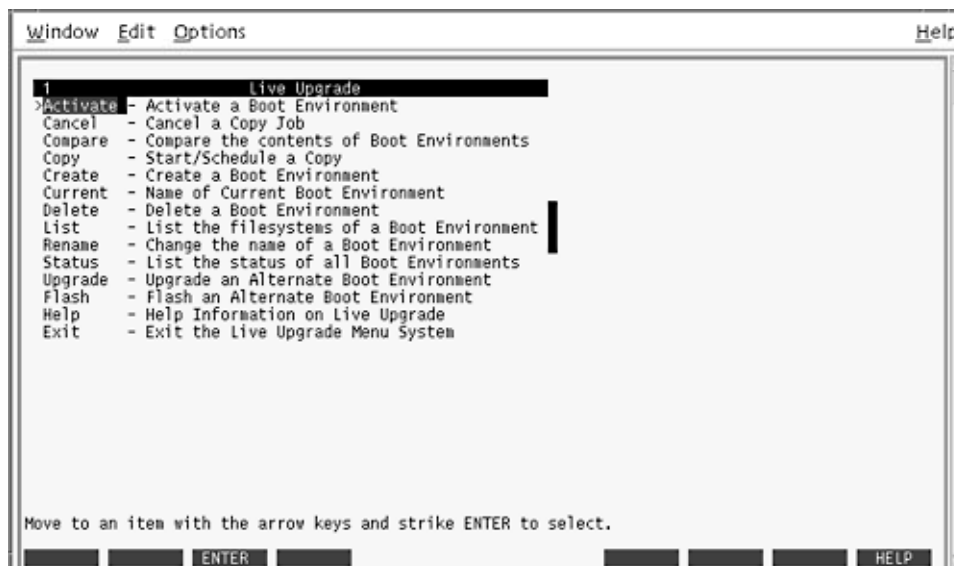 Window Edit Options Help
1 Live Upgrade
>Activate - Activate a Boot Environment
Cancel - Cancel a Copy Job
Compare - Compare the contents of Boot Environments
Copy - Start/Schedule a Copy
Create - Create a Boot Environment
Current - Name of Current Boot Environment
Delete - Delete a Boot Environment
List - List the filesystems of a Boot Environment
Rename - Change the name of a Boot Environment
Status - List the status of all Boot Environments
Upgrade - Upgrade an Alternate Boot Environment
Flash - Flash an Alternate Boot Environment
Help - Help Information on Live Upgrade
Exit - Exit the Live Upgrade Menu System
Move to an item with the arrow keys and strike ENTER to select.
ENTER HELP